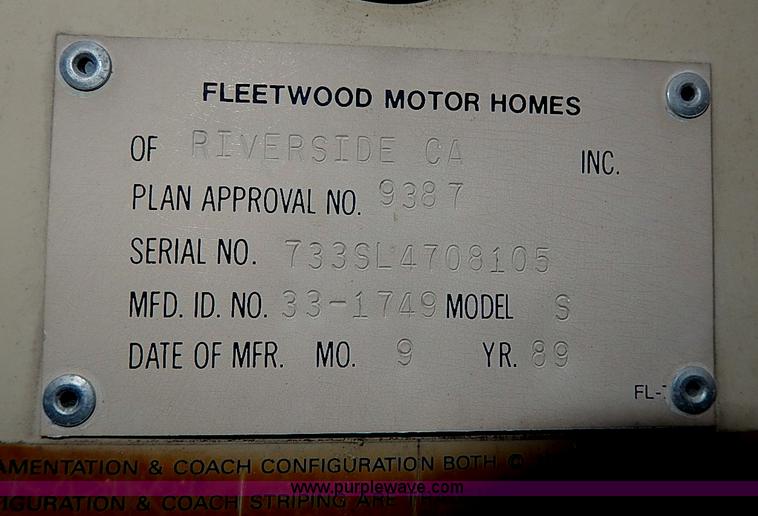 FLEETWOOD MOTOR HOMES
OF RIVERSIDE CA INC.
PLAN APPROVAL NO. 9387
SERIAL NO. 733SL4708105
MFD. ID. NO. 33-1749 MODEL S
DATE OF MFR. MO. 9 YR. 89
FL-
AMENTATION & COACH CONFIGURATION BOTH ©
www.purplewave.com
IGURATION & COACH STRIPING ARE